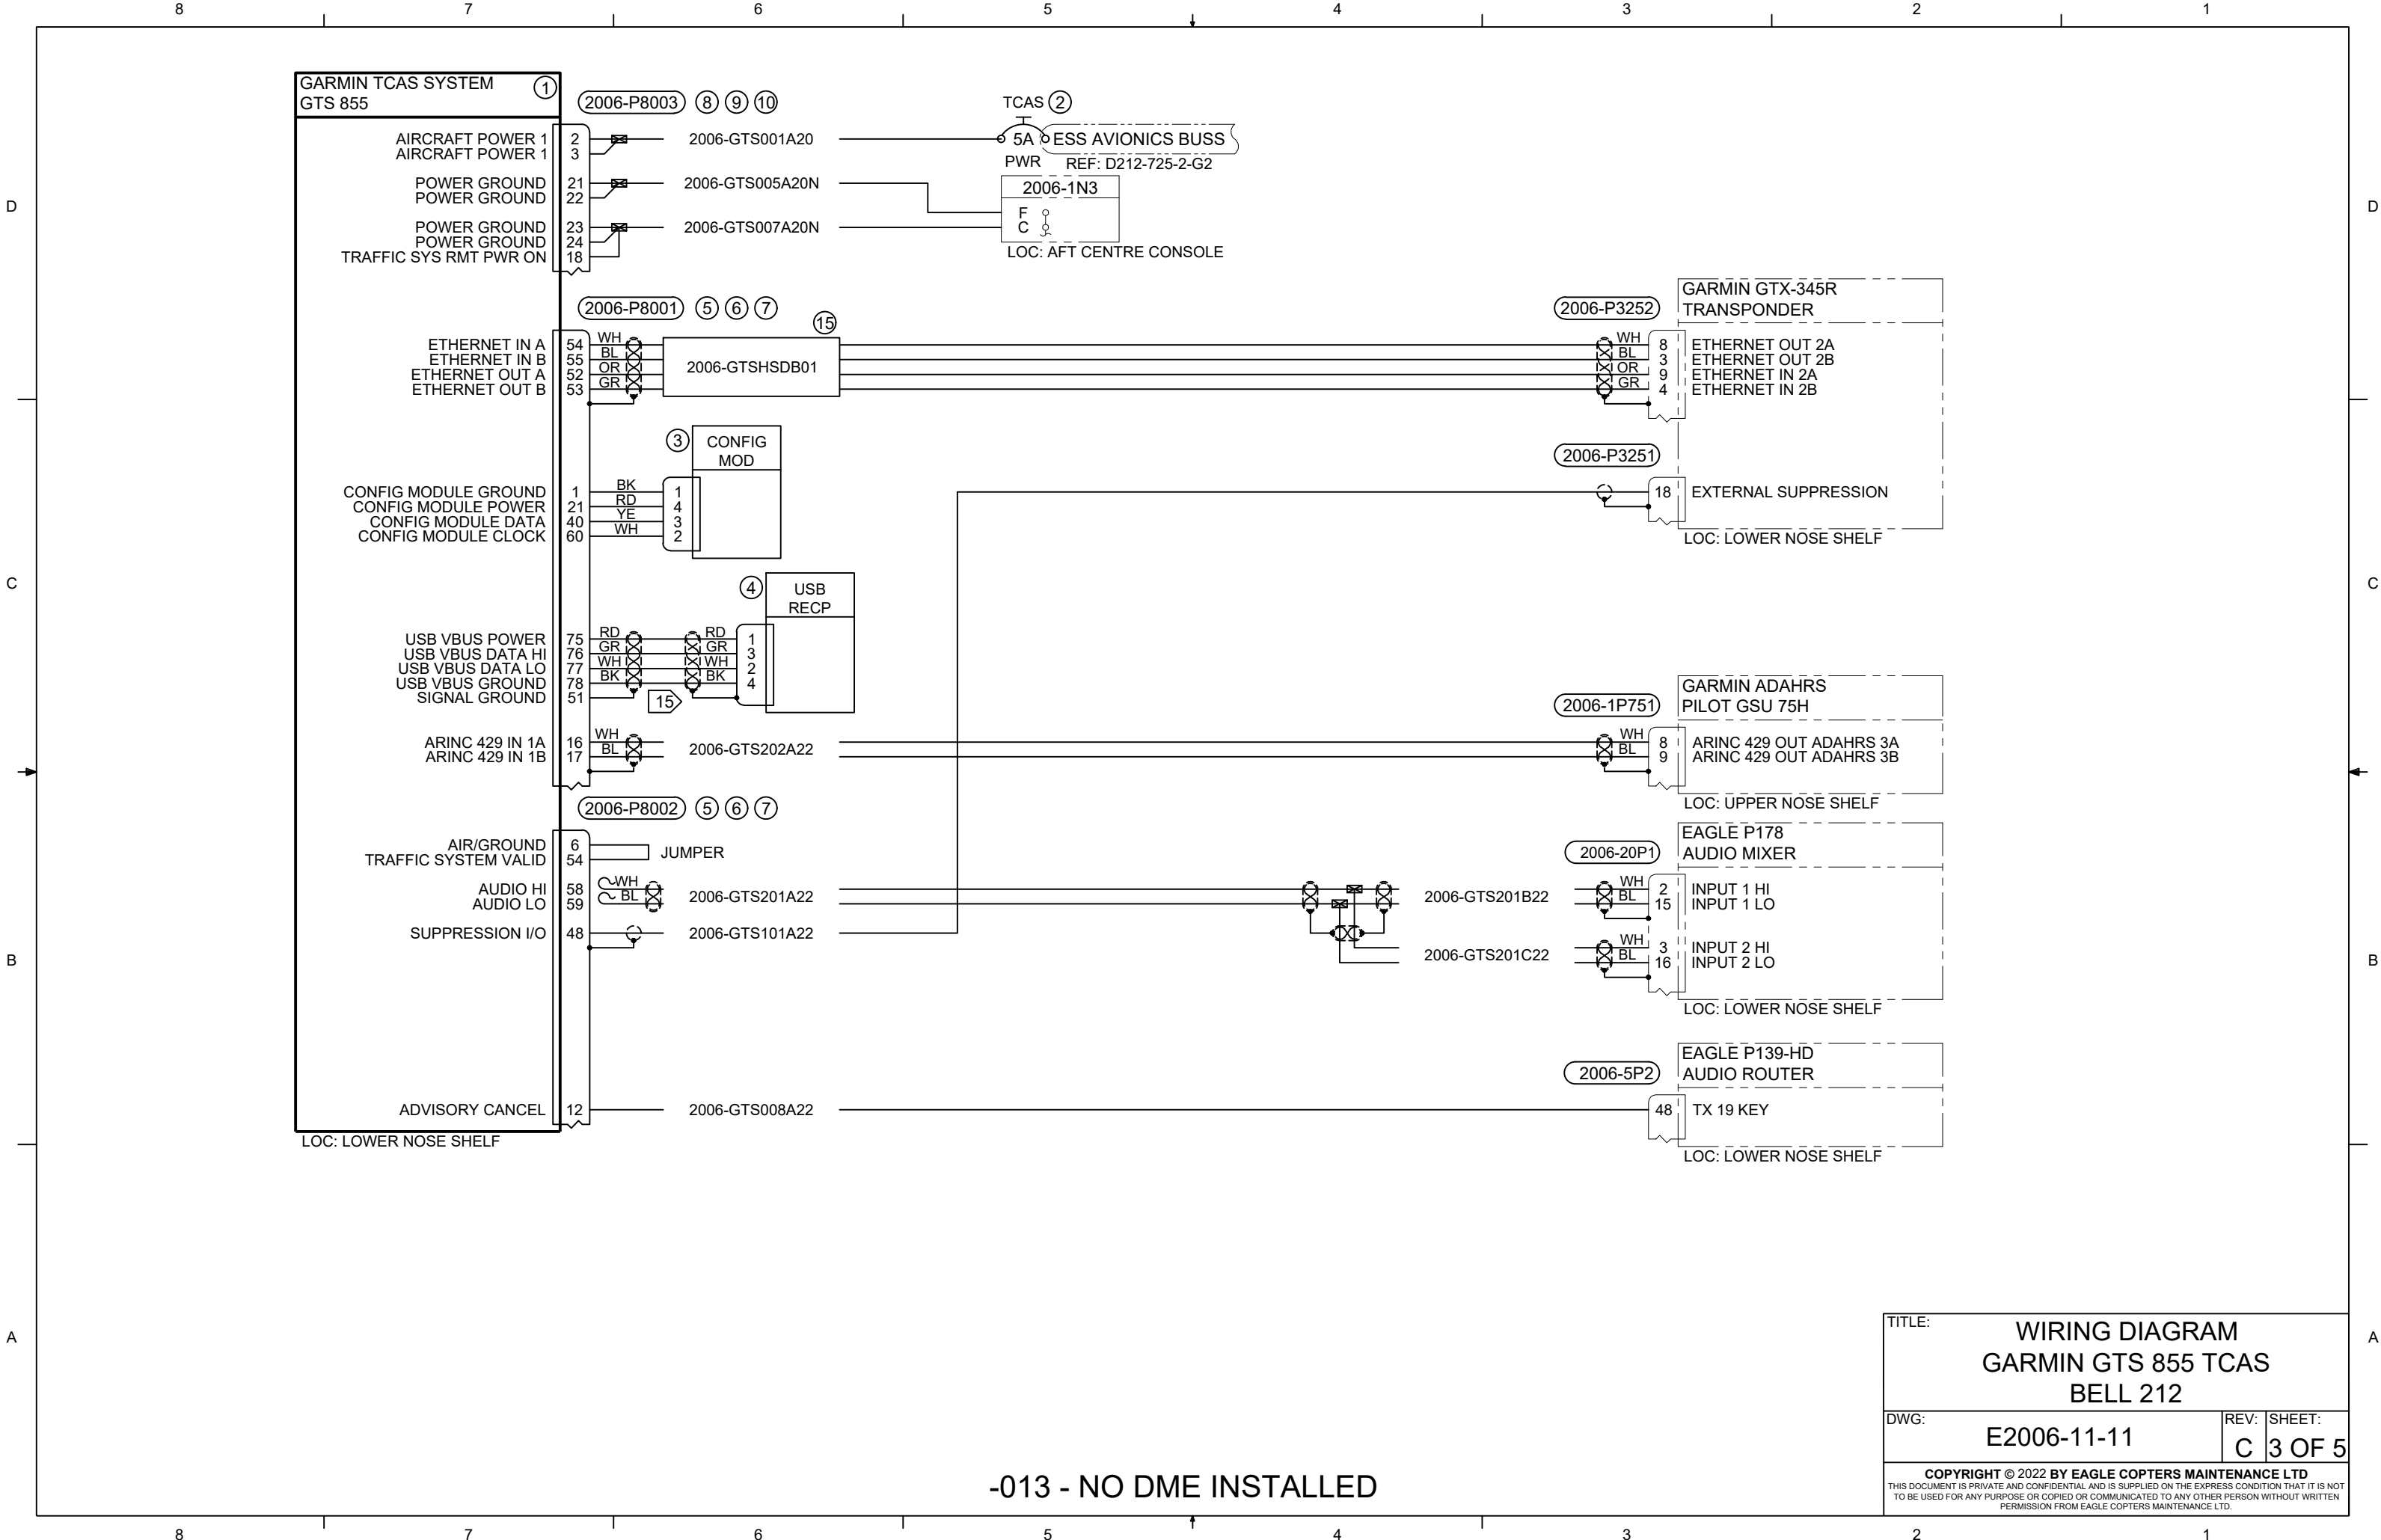 8 7 6 5 4 3 2 1
D
C
B
A
D
C
B
A
GARMIN TCAS SYSTEM
GTS 855
1
2006-P8003 8 9 10
AIRCRAFT POWER 1 2
AIRCRAFT POWER 1 3
2006-GTS001A20
TCAS 2
5A ESS AVIONICS BUSS
PWR REF: D212-725-2-G2
POWER GROUND 21
POWER GROUND 22
2006-GTS005A20N
2006-1N3
F
C
LOC: AFT CENTRE CONSOLE
POWER GROUND 23
POWER GROUND 24
TRAFFIC SYS RMT PWR ON 18
2006-GTS007A20N
2006-P8001 5 6 7
15
2006-P3252
GARMIN GTX-345R
TRANSPONDER
ETHERNET IN A 54 WH WH 8 ETHERNET OUT 2A
ETHERNET IN B 55 BL BL 3 ETHERNET OUT 2B
2006-GTSHSDB01
ETHERNET OUT A 52 OR OR 9 ETHERNET IN 2A
ETHERNET OUT B 53 GR GR 4 ETHERNET IN 2B
3 CONFIG
MOD
2006-P3251
CONFIG MODULE GROUND 1 BK 1
CONFIG MODULE POWER 21 RD 4
CONFIG MODULE DATA 40 YE 3
CONFIG MODULE CLOCK 60 WH 2
18 EXTERNAL SUPPRESSION
LOC: LOWER NOSE SHELF
4 USB
RECP
USB VBUS POWER 75 RD RD 1
USB VBUS DATA HI 76 GR GR 3
USB VBUS DATA LO 77 WH WH 2
USB VBUS GROUND 78 BK BK 4
SIGNAL GROUND 51
15
2006-1P751
GARMIN ADAHRS
PILOT GSU 75H
ARINC 429 IN 1A 16 WH WH 8 ARINC 429 OUT ADAHRS 3A
ARINC 429 IN 1B 17 BL BL 9 ARINC 429 OUT ADAHRS 3B
2006-GTS202A22
LOC: UPPER NOSE SHELF
2006-P8002 5 6 7
AIR/GROUND 6
TRAFFIC SYSTEM VALID 54
JUMPER
2006-20P1
EAGLE P178
AUDIO MIXER
AUDIO HI 58 WH
AUDIO LO 59 BL
2006-GTS201A22
2006-GTS201B22
WH 2 INPUT 1 HI
BL 15 INPUT 1 LO
SUPPRESSION I/O 48
2006-GTS101A22
2006-GTS201C22
WH 3 INPUT 2 HI
BL 16 INPUT 2 LO
LOC: LOWER NOSE SHELF
2006-5P2
EAGLE P139-HD
AUDIO ROUTER
ADVISORY CANCEL 12
2006-GTS008A22
48 TX 19 KEY
LOC: LOWER NOSE SHELF
LOC: LOWER NOSE SHELF
TITLE:
WIRING DIAGRAM
GARMIN GTS 855 TCAS
BELL 212
DWG:
E2006-11-11
REV:
C
SHEET:
3 OF 5
COPYRIGHT © 2022 BY EAGLE COPTERS MAINTENANCE LTD
THIS DOCUMENT IS PRIVATE AND CONFIDENTIAL AND IS SUPPLIED ON THE EXPRESS CONDITION THAT IT IS NOT
TO BE USED FOR ANY PURPOSE OR COPIED OR COMMUNICATED TO ANY OTHER PERSON WITHOUT WRITTEN
PERMISSION FROM EAGLE COPTERS MAINTENANCE LTD.
-013 - NO DME INSTALLED
8 7 6 5 4 3 2 1